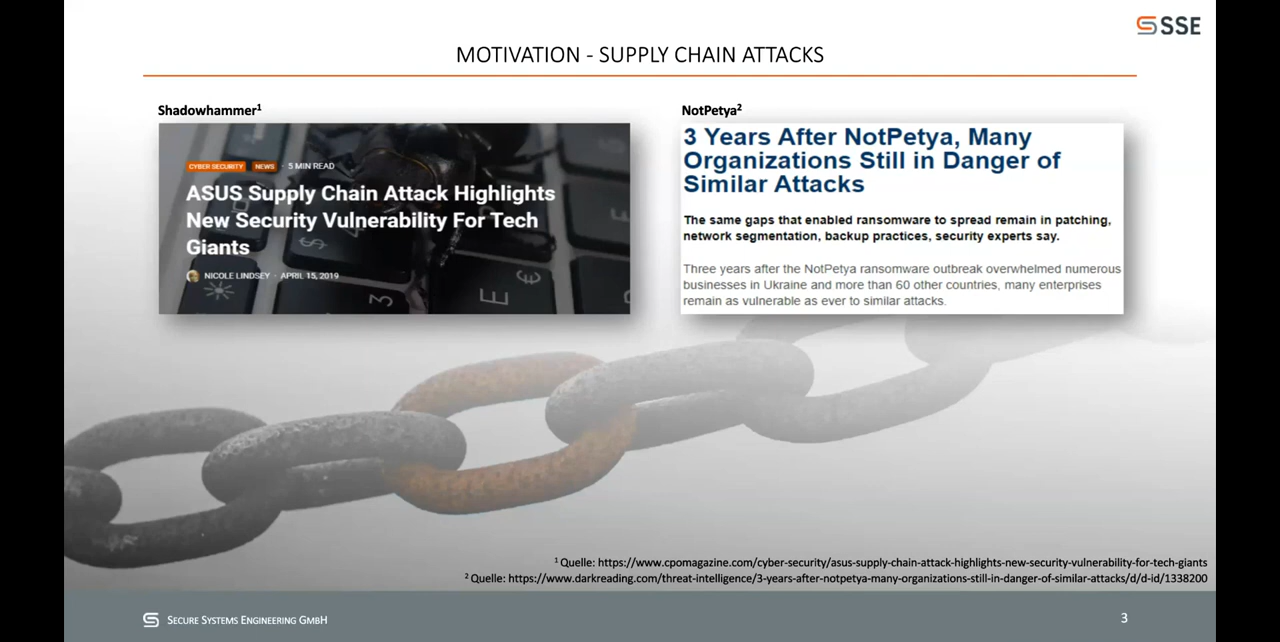 SSE
MOTIVATION - SUPPLY CHAIN ATTACKS
Shadowhammer¹
CYBER SECURITY NEWS · 5 MIN READ
ASUS Supply Chain Attack Highlights
New Security Vulnerability For Tech
Giants
NICOLE LINDSEY · APRIL 15, 2019
NotPetya²
3 Years After NotPetya, Many
Organizations Still in Danger of
Similar Attacks
The same gaps that enabled ransomware to spread remain in patching,
network segmentation, backup practices, security experts say.
Three years after the NotPetya ransomware outbreak overwhelmed numerous
businesses in Ukraine and more than 60 other countries, many enterprises
remain as vulnerable as ever to similar attacks.
¹ Quelle: https://www.cpomagazine.com/cyber-security/asus-supply-chain-attack-highlights-new-security-vulnerability-for-tech-giants
² Quelle: https://www.darkreading.com/threat-intelligence/3-years-after-notpetya-many-organizations-still-in-danger-of-similar-attacks/d/d-id/1338200
SECURE SYSTEMS ENGINEERING GMBH
3